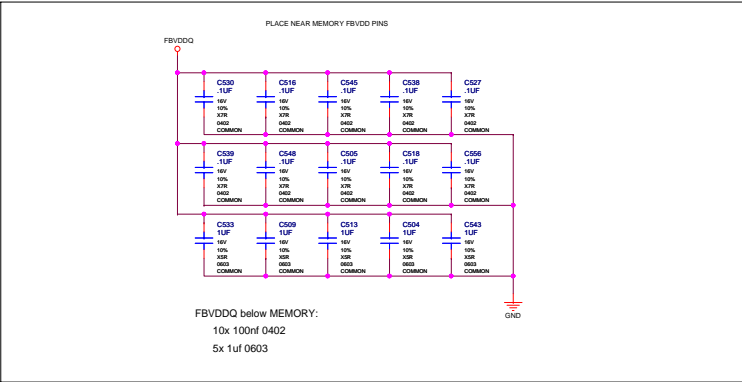 PLACE NEAR MEMORY FBVDD PINS
FBVDDQ
C530 C516 C545 C538 C527
.1UF .1UF .1UF .1UF .1UF
16V 16V 16V 16V 16V
10% 10% 10% 10% 10%
X7R X7R X7R X7R X7R
0402 0402 0402 0402 0402
COMMON COMMON COMMON COMMON COMMON
C539 C548 C505 C518 C556
.1UF .1UF .1UF .1UF .1UF
16V 16V 16V 16V 16V
10% 10% 10% 10% 10%
X7R X7R X7R X7R X7R
0402 0402 0402 0402 0402
COMMON COMMON COMMON COMMON COMMON
C533 C509 C513 C504 C543
1UF 1UF 1UF 1UF 1UF
16V 16V 16V 16V 16V
10% 10% 10% 10% 10%
X5R X5R X5R X5R X5R
0603 0603 0603 0603 0603
COMMON COMMON COMMON COMMON COMMON
GND
FBVDDQ below MEMORY:
10x 100nf 0402
5x 1uf 0603